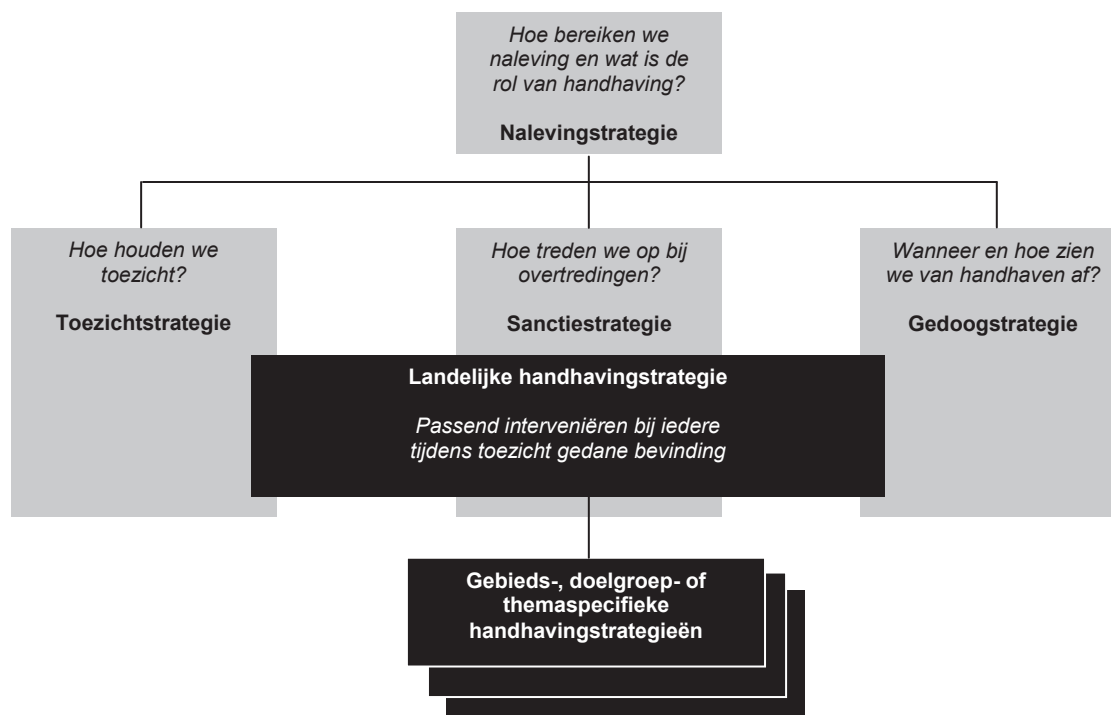 Hoe bereiken we
naleving en wat is de
rol van handhaving?
Nalevingstrategie
Hoe houden we
toezicht?
Toezichtstrategie
Hoe treden we op bij
overtredingen?
Sanctiestrategie
Wanneer en hoe zien
we van handhaven af?
Gedoogstrategie
Landelijke handhavingstrategie
Passend interveniëren bij iedere
tijdens toezicht gedane bevinding
Gebieds-, doelgroep- of
themaspecifieke
handhavingstrategieën